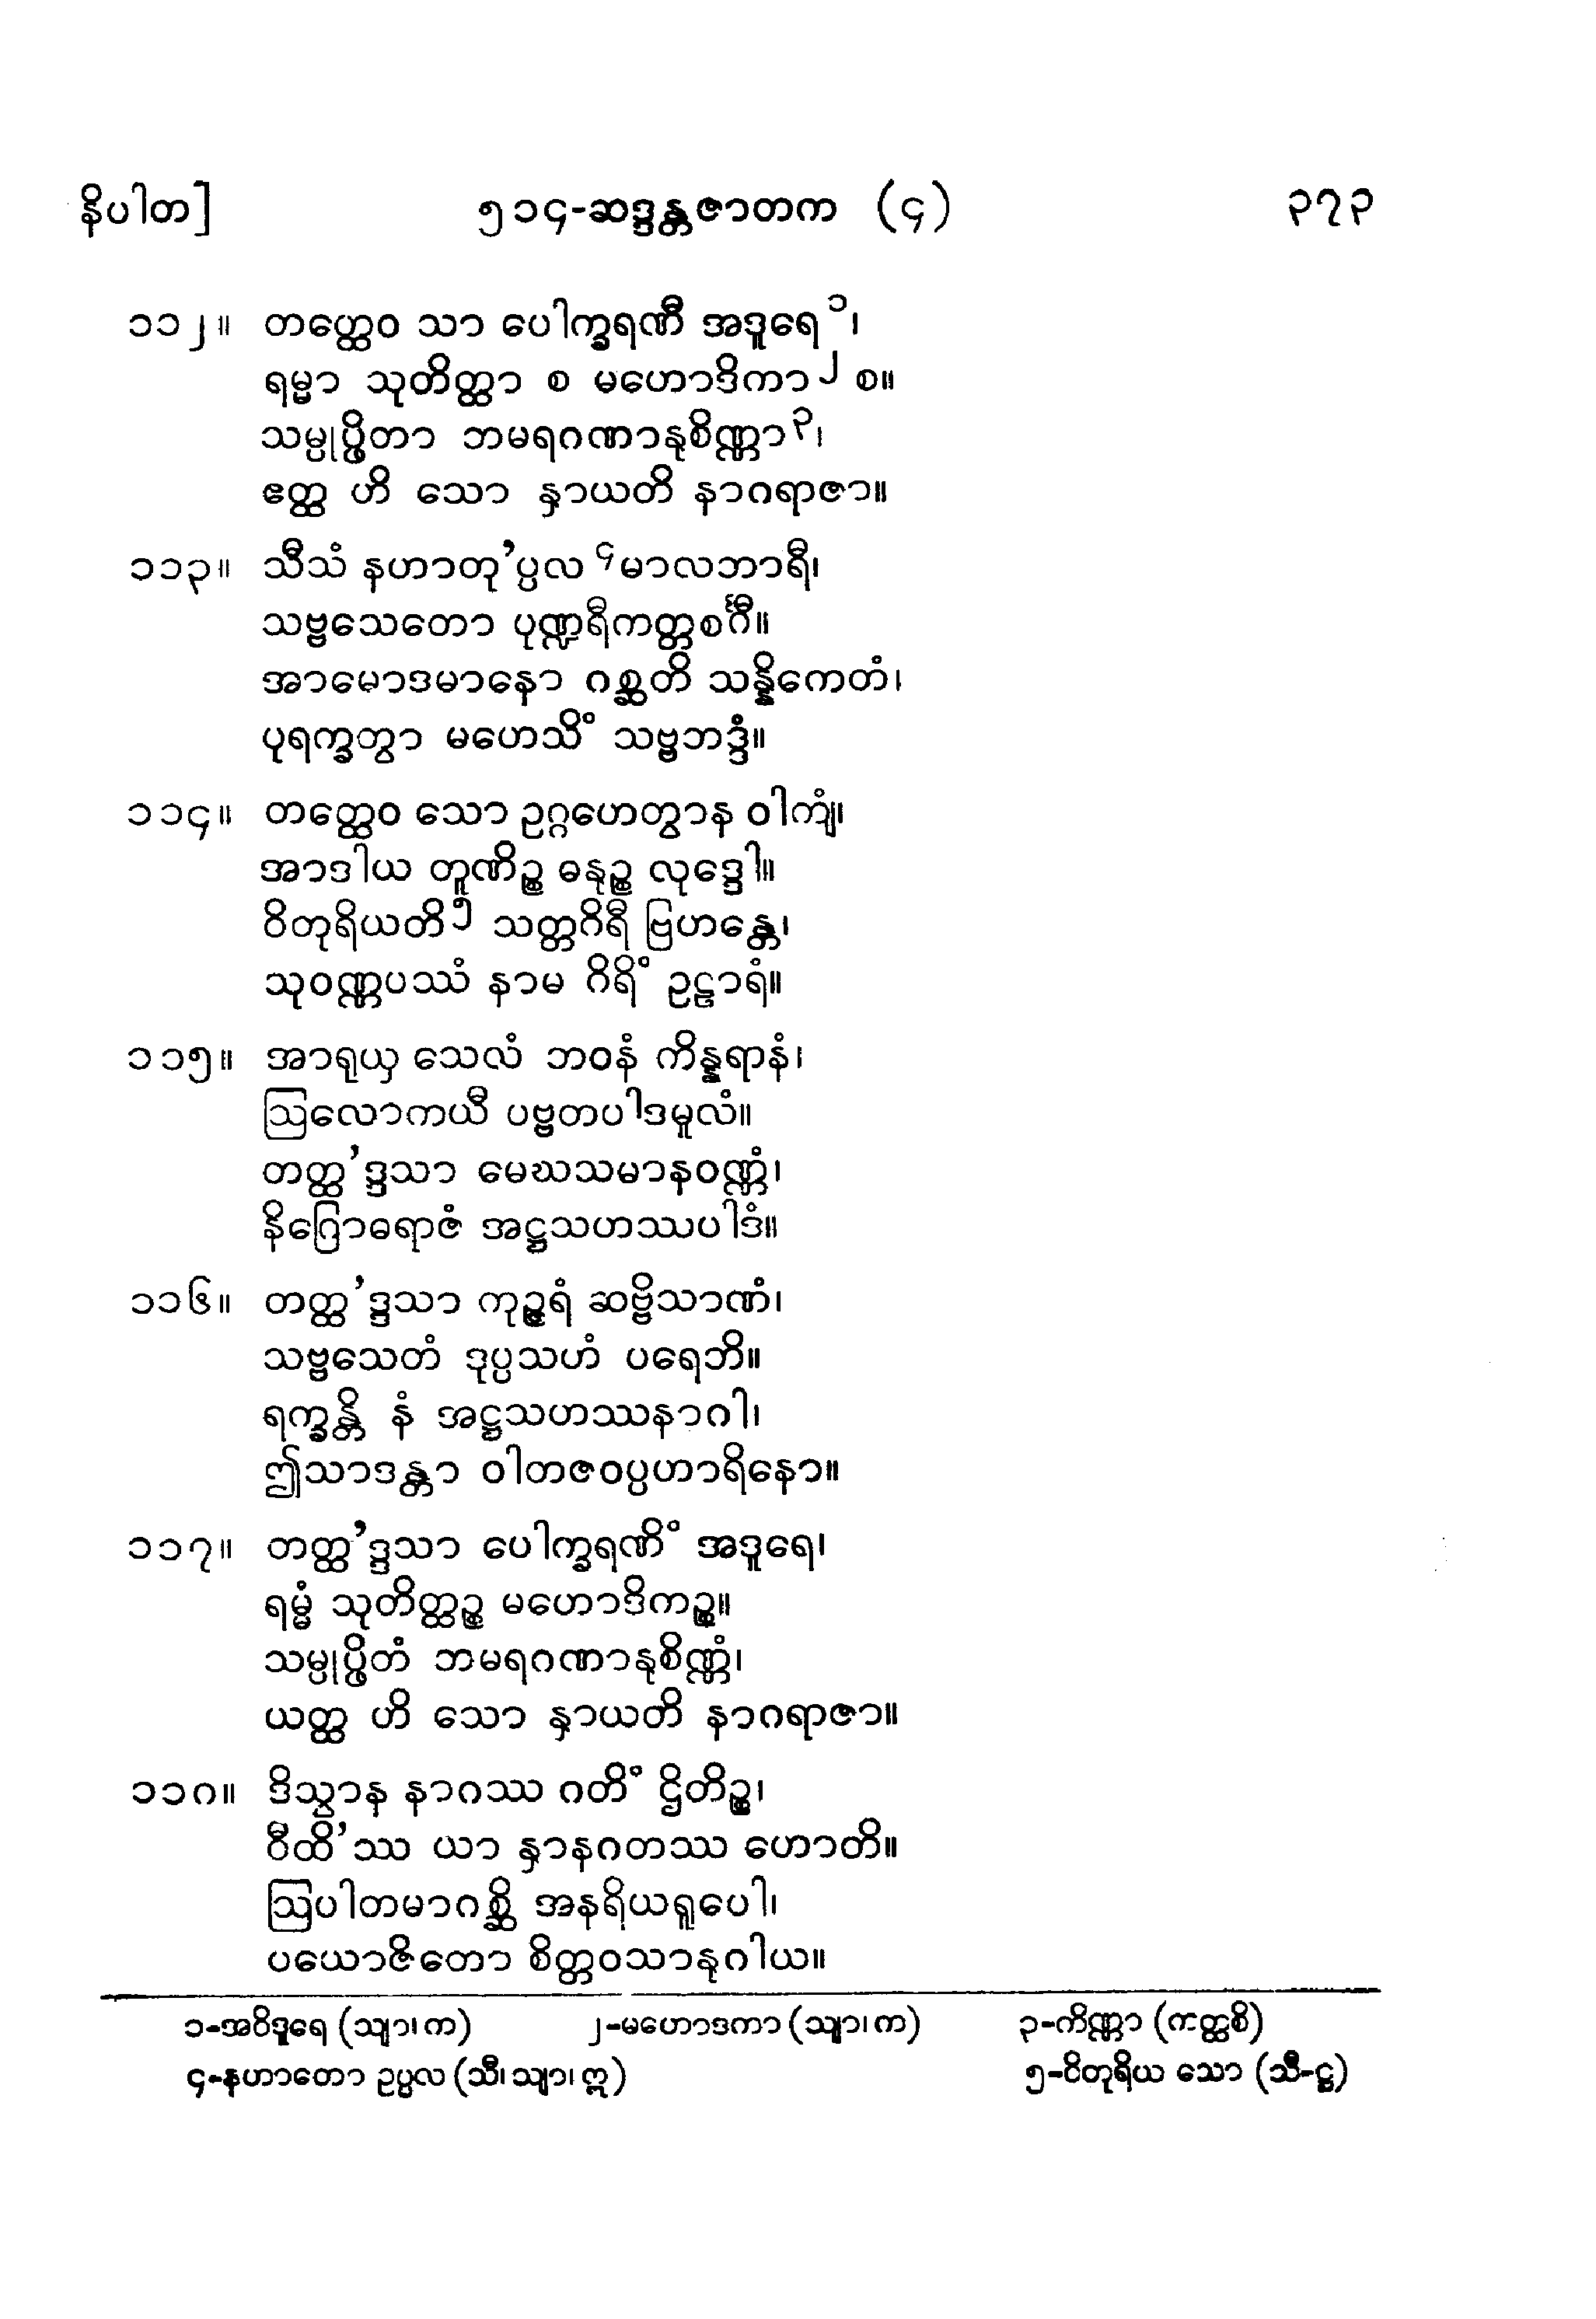 နိပါတ]
၅၁၄-ဆဒ္ဒန္တဇာတက (၄)
၃၇၃
၁၁၂။ တတ္ထေဝ သာ ပေါက္ခရဏီ အဒူရေ၁၊
ရမ္မာ သုတိတ္ထာ စ မဟောဒိကာ၂ စ။
သမ္ပုပ္ဖိတာ ဘမရဂဏာနုစိဏ္ဏာ၃၊
ဧတ္ထ ဟိ သော နှာယတိ နာဂရာဇာ။
၁၁၃။ သီသံ နဟာတု’ပ္ပလ ၄မာလဘာရီ၊
သဗ္ဗသေတော ပုဏ္ဍရီကတ္တစင်္ဂီ။
အာမောဒမာနော ဂစ္ဆတိ သန္နိကေတံ၊
ပုရက္ခတွာ မဟေသိံ သဗ္ဗဘဒ္ဒံ။
၁၁၄။ တတ္ထေဝ သော ဥဂ္ဂဟေတွာန ဝါကျံ။
အာဒါယ တူဏိဉ္စ ဓနုဉ္စ လုဒ္ဒေါ။
ဝိတုရိယတိ၅ သတ္တဂိရီ ဗြဟန္တေ၊
သုဝဏ္ဏပဿံ နာမ ဂိရိံ ဥဠာရံ။
၁၁၅။ အာရုယှ သေလံ ဘဝနံ ကိန္နရာနံ၊
ဩလောကယီ ပဗ္ဗတပါဒမူလံ။
တတ္ထ’ဒ္ဒသာ မေဃသမာနဝဏ္ဏံ၊
နိဂြောဓရာဇံ အဋ္ဌသဟဿပါဒံ။
၁၁၆။ တတ္ထ’ဒ္ဒသာ ကုဉ္ဇရံ ဆဗ္ဗိသာဏံ၊
သဗ္ဗသေတံ ဒုပ္ပသဟံ ပရေဘိ။
ရက္ခန္တိ နံ အဋ္ဌသဟဿနာဂါ၊
ဤသာဒန္တာ ဝါတဇဝပ္ပဟာရိနော။
၁၁၇။ တတ္ထ’ဒ္ဒသာ ပေါက္ခရဏိံ အဒူရေ၊
ရမ္မံ သုတိတ္ထဉ္စ မဟောဒိကဉ္စ။
သမ္ပုပ္ဖိတံ ဘမရဂဏာနုစိဏ္ဏံ၊
ယတ္ထ ဟိ သော နှာယတိ နာဂရာဇာ။
၁၁၈။ ဒိသွာန နာဂဿ ဂတိံ ဌိတိဉ္စ၊
ဝီထိ’ဿ ယာ နှာနဂတဿ ဟောတိ။
ဩပါတမာဂစ္ဆိ အနရိယရူပေါ၊
ပယောဇိတော စိတ္တဝသာနုဂါယ။
၁-အဝိဒူရေ (သျာ၊ က)
၂-မဟောဒကာ (သျာ၊ က)
၃-ကိဏ္ဏာ (ကတ္ထစိ)
၄-နဟာတော ဥပ္ပလ (သီ၊ သျာ၊ ဣ)
၅-ဝိတုရိယ သော (သီ-ဋ္ဌ)